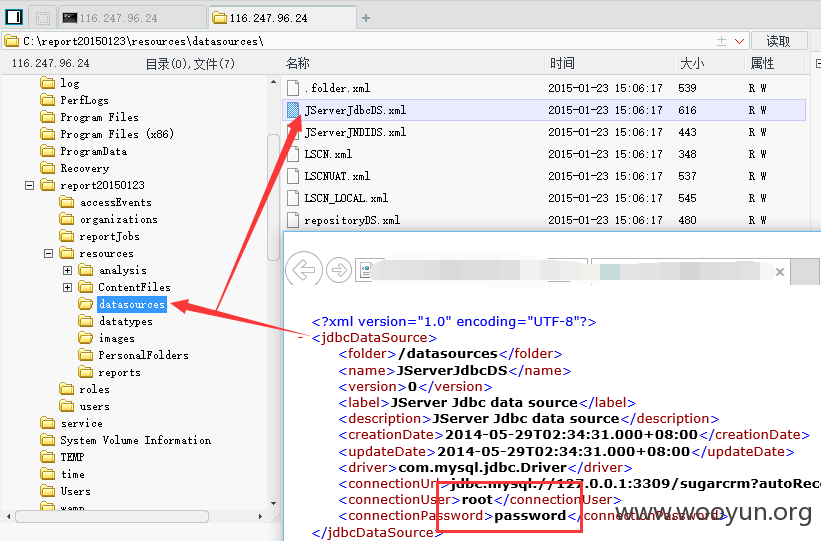 116.247.96.24
116.247.96.24
C:\report20150123\resources\datasources\
读取
116.247.96.24 目录(0),文件(7)
名称 时间 大小 属性
log
PerfLogs
Program Files
Program Files (x86)
ProgramData
Recovery
report20150123
accessEvents
organizations
reportJobs
resources
analysis
ContentFiles
datasources
datatypes
images
PersonalFolders
reports
roles
users
service
System Volume Information
TEMP
time
Users
wamp
.folder.xml 2015-01-23 15:06:17 539 R W
JServerJdbcDS.xml 2015-01-23 15:06:17 616 R W
JServerJNDIDS.xml 2015-01-23 15:06:17 443 R W
LSCN.xml 2015-01-23 15:06:17 348 R W
LSCNUAT.xml 2015-01-23 15:06:17 537 R W
LSCN_LOCAL.xml 2015-01-23 15:06:17 545 R W
repositoryDS.xml 2015-01-23 15:06:17 480 R W
<?xml version="1.0" encoding="UTF-8"?>
- <jdbcDataSource>
<folder>/datasources</folder>
<name>JServerJdbcDS</name>
<version>0</version>
<label>JServer Jdbc data source</label>
<description>JServer Jdbc data source</description>
<creationDate>2014-05-29T02:34:31.000+08:00</creationDate>
<updateDate>2014-05-29T02:34:31.000+08:00</updateDate>
<driver>com.mysql.jdbc.Driver</driver>
<connectionUrl>jdbc:mysql://127.0.0.1:3309/sugarcrm?autoReco
<connectionUser>root</connectionUser>
<connectionPassword>password</connectionPassword>
</jdbcDataSource>
www.wooyun.org